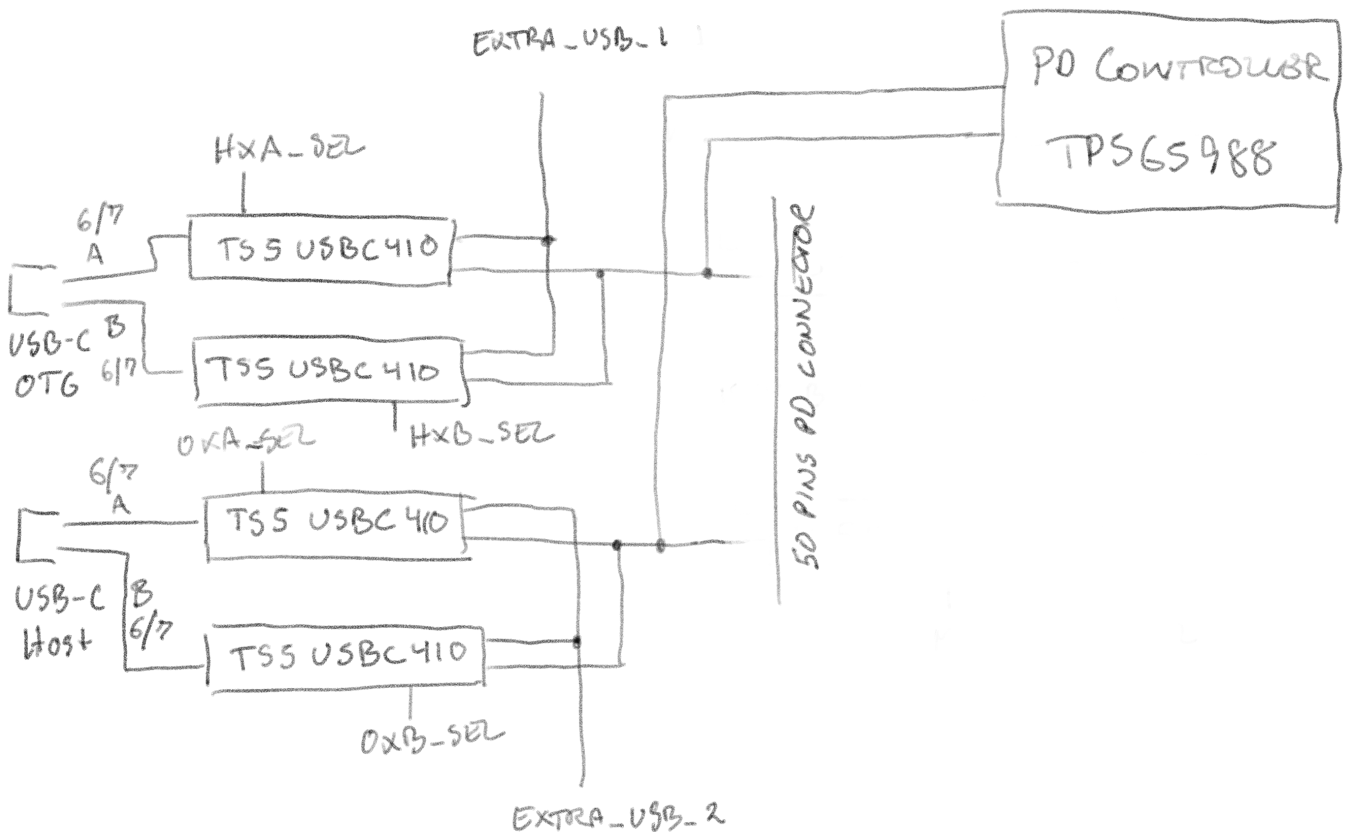 EXTRA_USB_1
PD CONTROLLER
TPS65988
HXA_SEL
6/7
A
TS5 USBC410
USB-C
OTG
B
6/7
TS5 USBC410
HXB_SEL
OXA_SEL
50 PINS PD CONNECTOR
6/7
A
TS5 USBC410
USB-C
Host
B
6/7
TS5 USBC410
OXB_SEL
EXTRA_USB_2